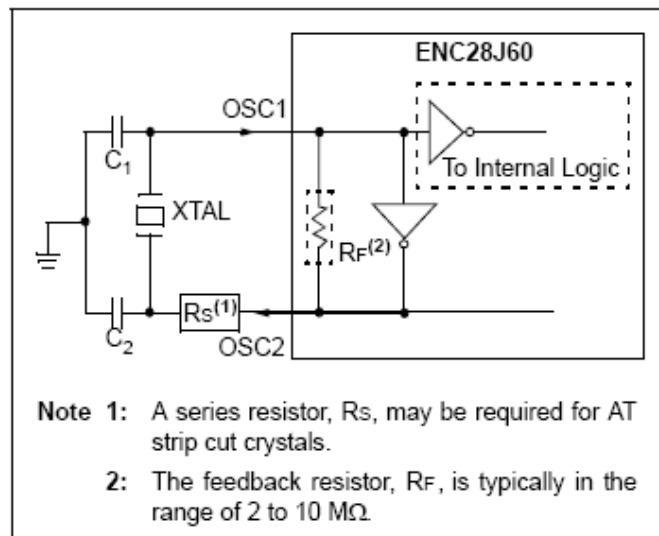 ENC28J60
OSC1
To Internal Logic
C1
XTAL
RF(2)
RS(1)
C2
OSC2
Note 1: A series resistor, RS, may be required for AT
strip cut crystals.
2: The feedback resistor, RF, is typically in the
range of 2 to 10 MΩ.